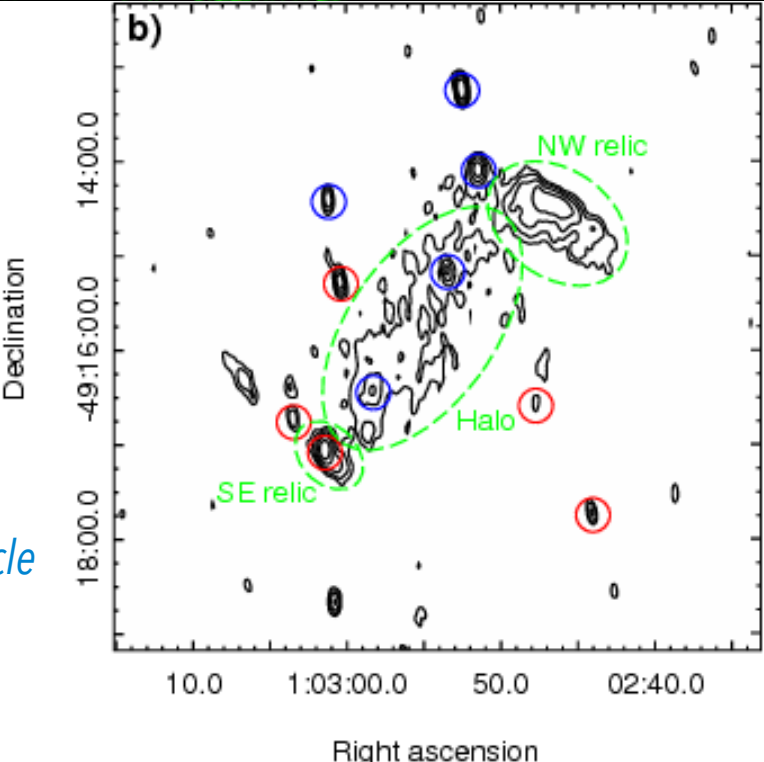 b)
NW relic
Halo
SE relic
14:00.0
-49:16:00.0
18:00.0
Declination
cle
10.0 1:03:00.0 50.0 02:40.0
Right ascension